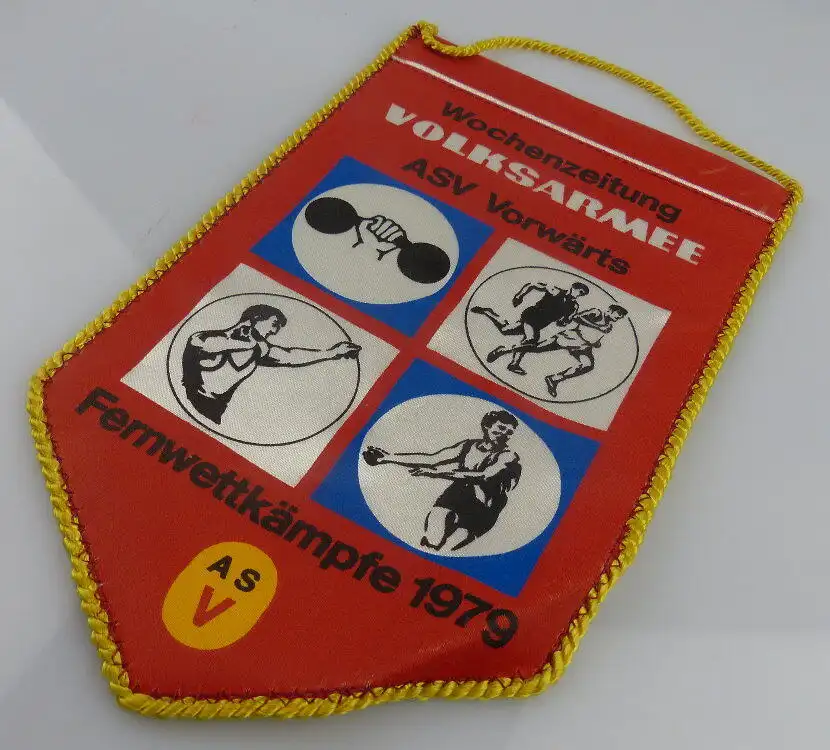 Wochenzeitung
VOLKSARMEE
ASV Vorwärts
Fernwettkämpfe 1979
AS
V